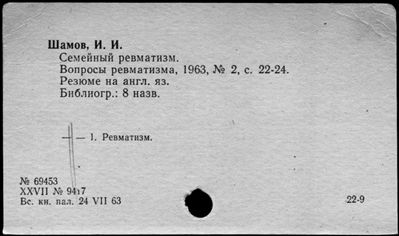 Шамов, И. И.
Семейный ревматизм.
Вопросы ревматизма, 1963, № 2, с. 22-24.
Резюме на англ. яз.
Библиогр.: 8 назв.
— 1. Ревматизм.
№ 69453
XXVII № 9417
Вс. кн. пал. 24 VII 63
22-9